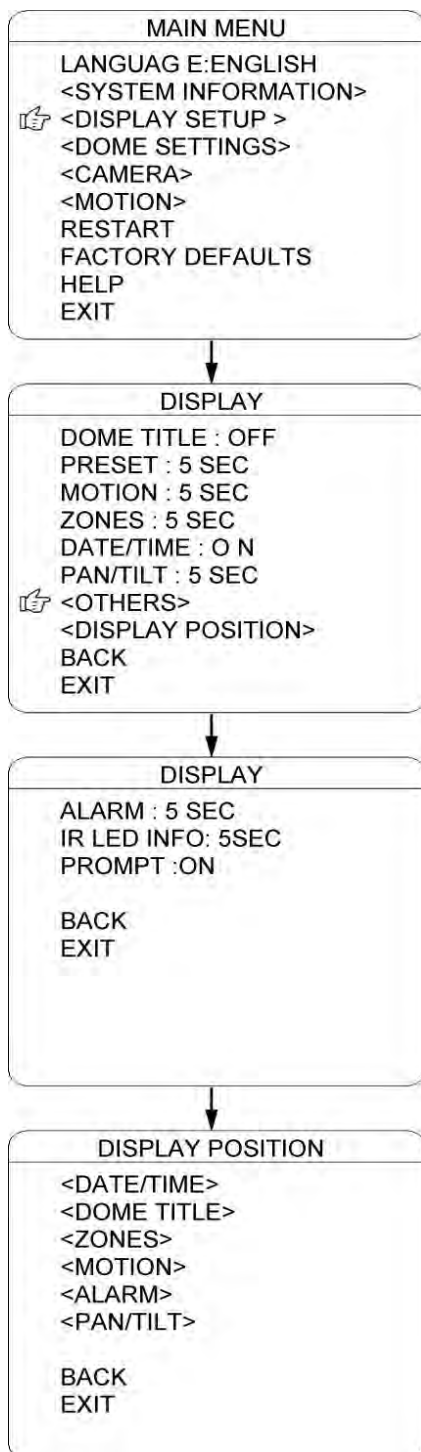 MAIN MENU
LANGUAG E:ENGLISH
<SYSTEM INFORMATION>
<DISPLAY SETUP >
<DOME SETTINGS>
<CAMERA>
<MOTION>
RESTART
FACTORY DEFAULTS
HELP
EXIT
DISPLAY
DOME TITLE : OFF
PRESET : 5 SEC
MOTION : 5 SEC
ZONES : 5 SEC
DATE/TIME : O N
PAN/TILT : 5 SEC
<OTHERS>
<DISPLAY POSITION>
BACK
EXIT
DISPLAY
ALARM : 5 SEC
IR LED INFO: 5SEC
PROMPT :ON
BACK
EXIT
DISPLAY POSITION
<DATE/TIME>
<DOME TITLE>
<ZONES>
<MOTION>
<ALARM>
<PAN/TILT>
BACK
EXIT